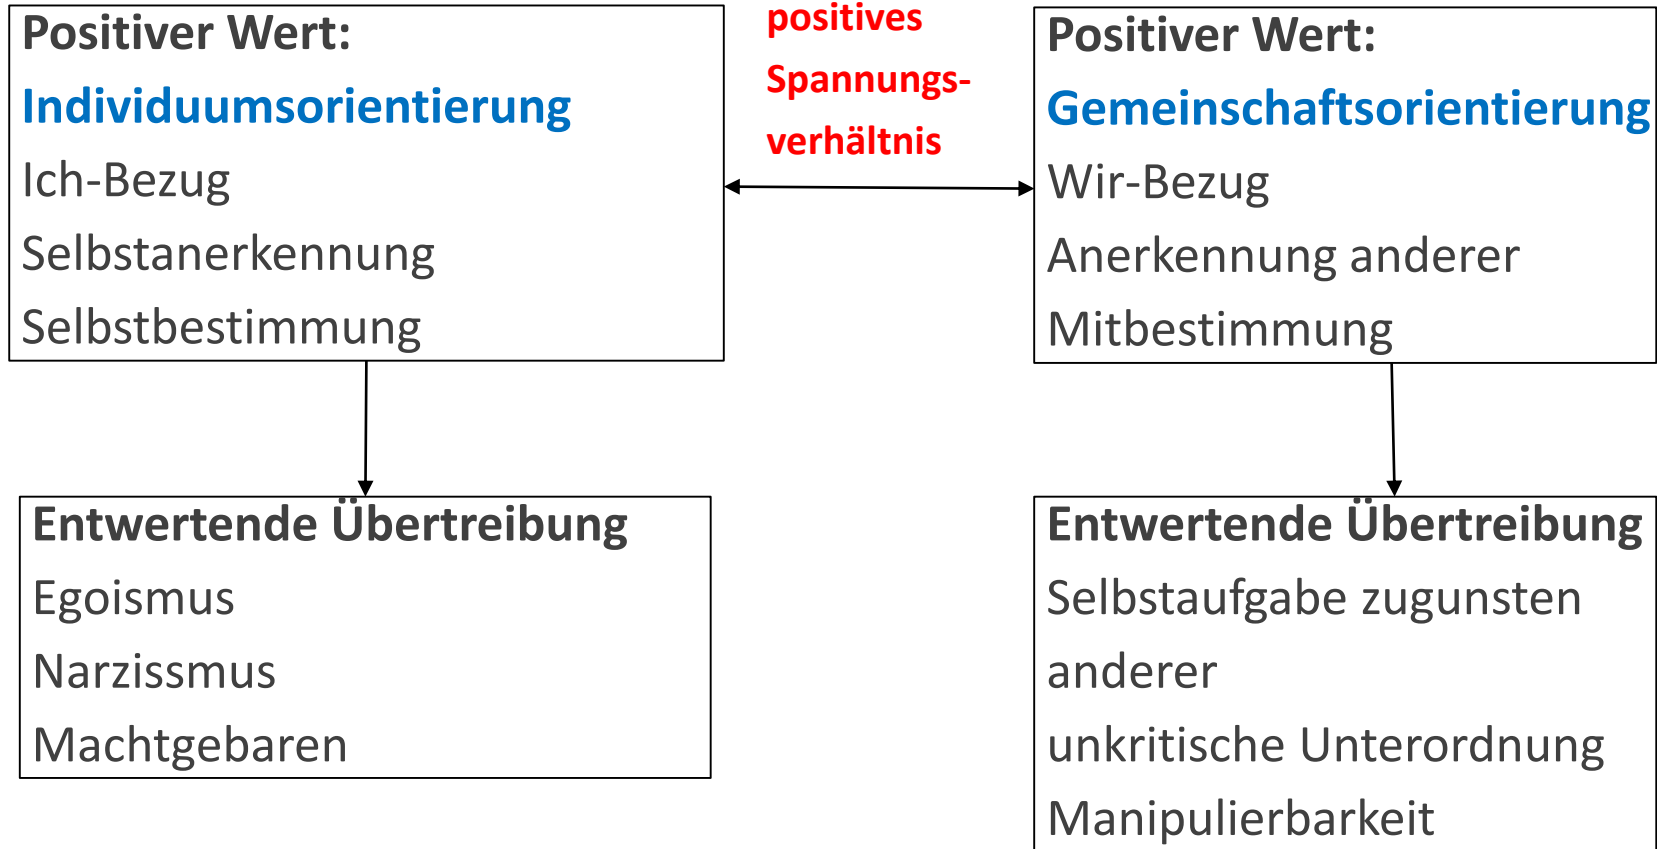 Positiver Wert:
Individuumsorientierung
Ich-Bezug
Selbstanerkennung
Selbstbestimmung
positives
Spannungs-
verhältnis
Positiver Wert:
Gemeinschaftsorientierung
Wir-Bezug
Anerkennung anderer
Mitbestimmung
Entwertende Übertreibung
Egoismus
Narzissmus
Machtgebaren
Entwertende Übertreibung
Selbstaufgabe zugunsten
anderer
unkritische Unterordnung
Manipulierbarkeit